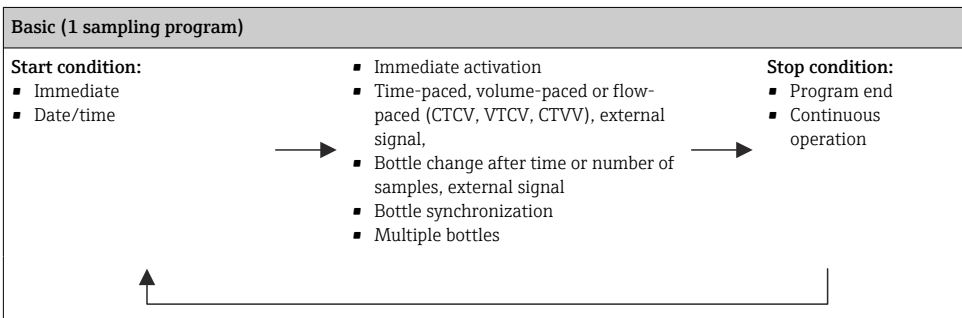 Basic (1 sampling program)
Start condition:
▪ Immediate
▪ Date/time
▪ Immediate activation
▪ Time-paced, volume-paced or flow-
paced (CTCV, VTCV, CTVV), external
signal,
▪ Bottle change after time or number of
samples, external signal
▪ Bottle synchronization
▪ Multiple bottles
Stop condition:
▪ Program end
▪ Continuous
operation